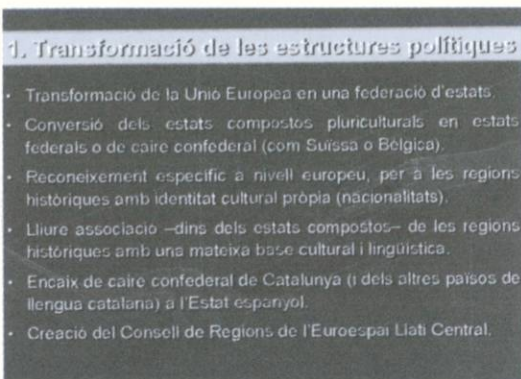 1. Transformació de les estructures polítiques
• Transformació de la Unió Europea en una federació d'estats.
• Conversió dels estats compostos pluriculturals en estats
federals o de caire confederal (com Suïssa o Bèlgica).
• Reconeixement específic a nivell europeu, per a les regions
històriques amb identitat cultural pròpia (nacionalitats).
• Lliure associació –dins dels estats compostos– de les regions
històriques amb una mateixa base cultural i lingüística.
• Encaix de caire confederal de Catalunya (i dels altres països de
llengua catalana) a l'Estat espanyol.
• Creació del Consell de Regions de l'Euroespai Llatí Central.